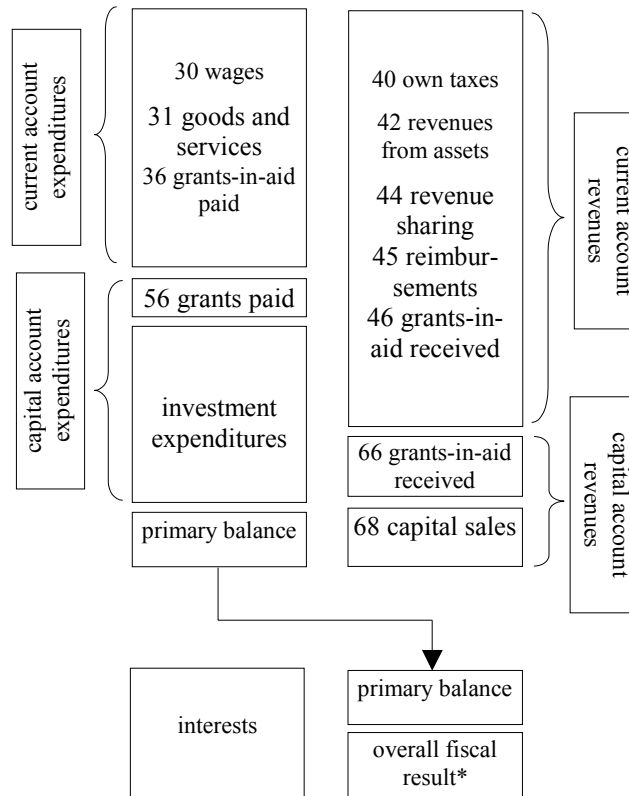 current account
expenditures
30 wages
31 goods and
services
36 grants-in-aid
paid
40 own taxes
42 revenues
from assets
44 revenue
sharing
45 reimbur-
sements
46 grants-in-
aid received
current account
revenues
capital account
expenditures
56 grants paid
investment
expenditures
primary balance
66 grants-in-aid
received
68 capital sales
capital account
revenues
interests
primary balance
overall fiscal
result*